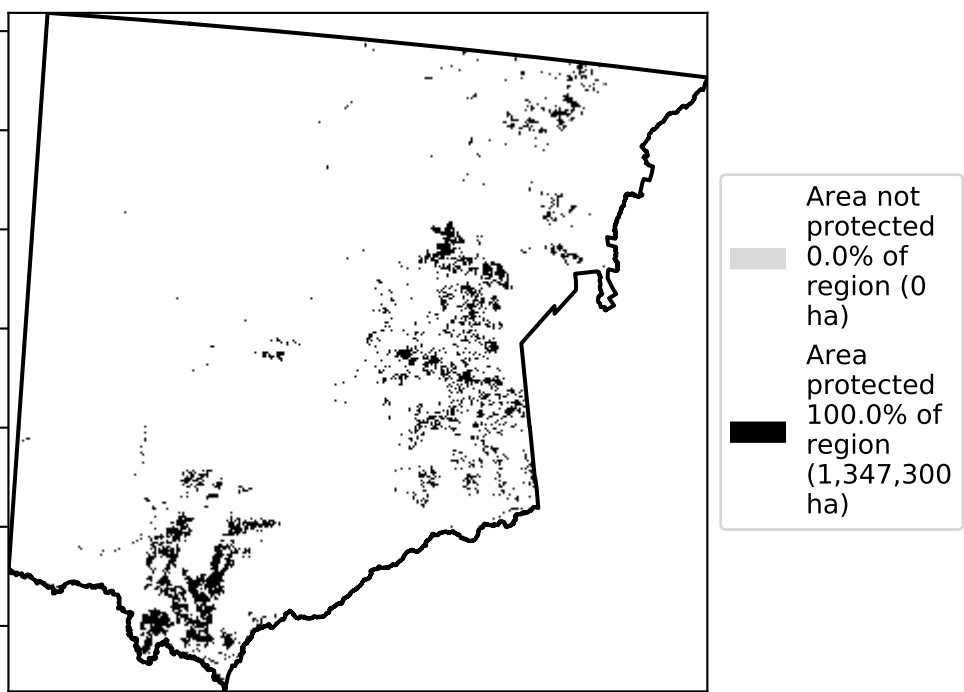 Area not
protected
0.0% of
region (0
ha)
Area
protected
100.0% of
region
(1,347,300
ha)